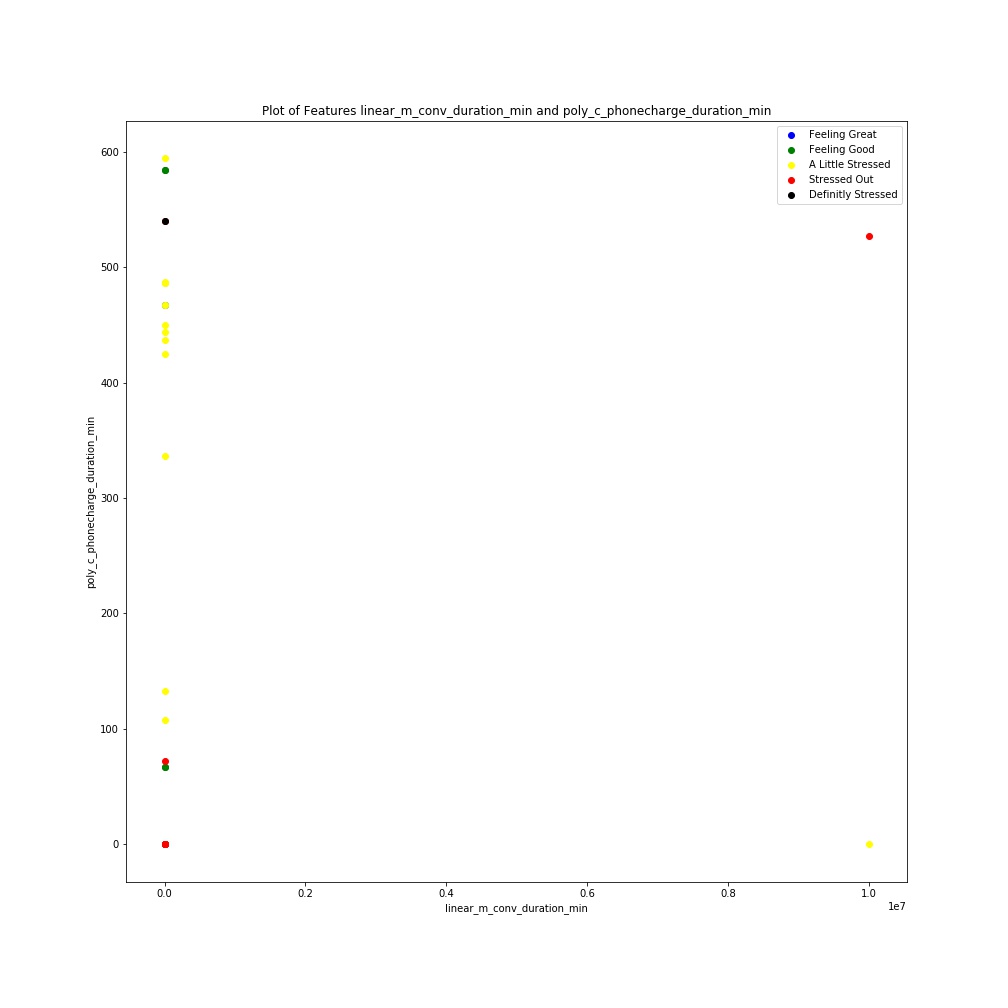 Plot of Features linear_m_conv_duration_min and poly_c_phonecharge_duration_min
Feeling Great
Feeling Good
A Little Stressed
Stressed Out
Definitly Stressed
600
500
400
300
200
100
0
poly_c_phonecharge_duration_min
0.0 0.2 0.4 0.6 0.8 1.0
1e7
linear_m_conv_duration_min